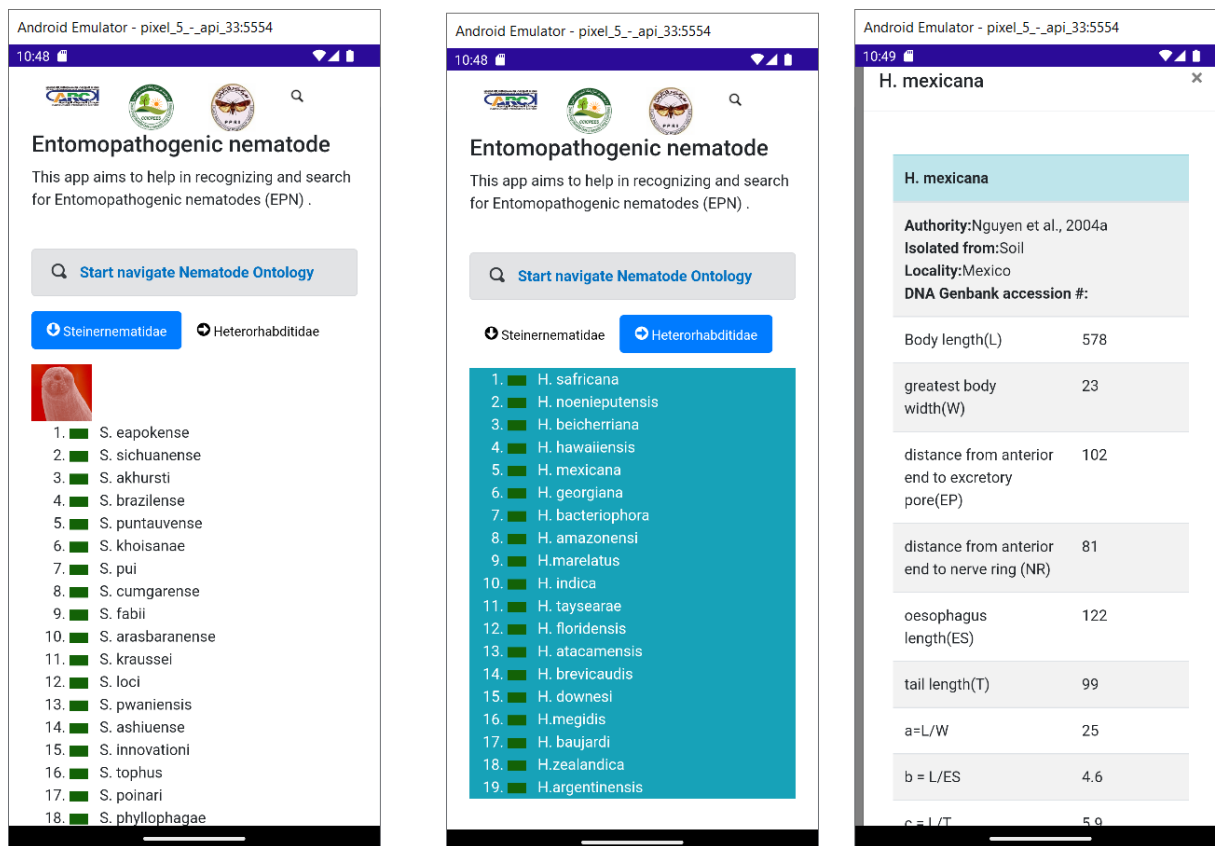 Android Emulator - pixel_5_-_api_33:5554
10:48
ARC
PPRI
Entomopathogenic nematode
This app aims to help in recognizing and search
for Entomopathogenic nematodes (EPN) .
Start navigate Nematode Ontology
Steinernematidae
Heterorhabditidae
1. S. eapokense
2. S. sichuanense
3. S. akhursti
4. S. brazilense
5. S. puntauvense
6. S. khoisanae
7. S. pui
8. S. cumgarense
9. S. fabii
10. S. arasbaranense
11. S. kraussei
12. S. loci
13. S. pwaniensis
14. S. ashiuense
15. S. innovationi
16. S. tophus
17. S. poinari
18. S. phyllophagae
Android Emulator - pixel_5_-_api_33:5554
10:48
ARC
PPRI
Entomopathogenic nematode
This app aims to help in recognizing and search
for Entomopathogenic nematodes (EPN) .
Start navigate Nematode Ontology
Steinernematidae
Heterorhabditidae
1. H. safricana
2. H. noenieputensis
3. H. beicherriana
4. H. hawaiiensis
5. H. mexicana
6. H. georgiana
7. H. bacteriophora
8. H. amazonensi
9. H.marelatus
10. H. indica
11. H. taysearae
12. H. floridensis
13. H. atacamensis
14. H. brevicaudis
15. H. downesi
16. H.megidis
17. H. baujardi
18. H.zealandica
19. H.argentinensis
Android Emulator - pixel_5_-_api_33:5554
10:49
H. mexicana ×
H. mexicana
Authority:Nguyen et al., 2004a
Isolated from:Soil
Locality:Mexico
DNA Genbank accession #:
Body length(L) 578
greatest body 23
width(W)
distance from anterior 102
end to excretory
pore(EP)
distance from anterior 81
end to nerve ring (NR)
oesophagus 122
length(ES)
tail length(T) 99
a=L/W 25
b = L/ES 4.6
c = L/T 5.9